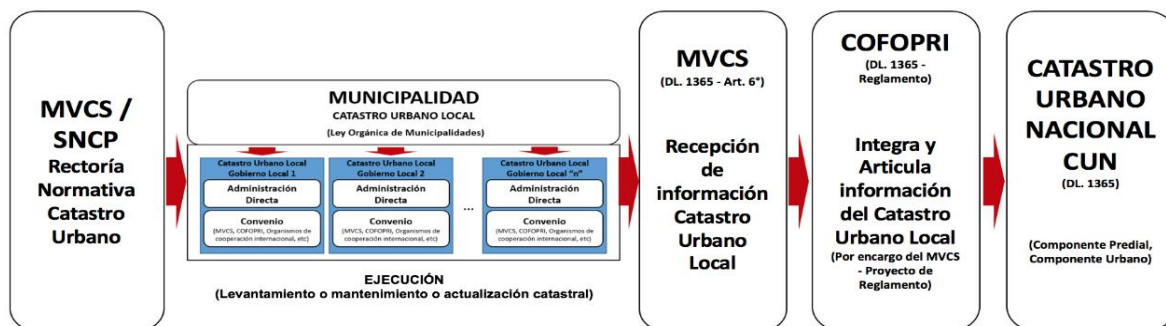 MVCS /
SNCP
Rectoría
Normativa
Catastro
Urbano
MUNICIPALIDAD
CATASTRO URBANO LOCAL
(Ley Orgánica de Municipalidades)
Catastro Urbano Local
Gobierno Local 1
Administración
Directa
Convenio
(MVCS, COFOPRI, Organismos de
cooperación internacional, etc)
Catastro Urbano Local
Gobierno Local 2
Administración
Directa
Convenio
(MVCS, COFOPRI, Organismos
de cooperación internacional, etc)
...
Catastro Urbano Local
Gobierno Local "n"
Administración
Directa
Convenio
(MVCS, COFOPRI, Organismos
de cooperación internacional, etc)
EJECUCIÓN
(Levantamiento o mantenimiento o actualización catastral)
MVCS
(DL. 1365 - Art. 6°)
Recepción
de
información
Catastro
Urbano
Local
COFOPRI
(DL. 1365 -
Reglamento)
Integra y
Articula
información
del Catastro
Urbano Local
(Por encargo del MVCS
- Proyecto de
Reglamento)
CATASTRO
URBANO
NACIONAL
CUN
(DL. 1365)
(Componente Predial,
Componente Urbano)